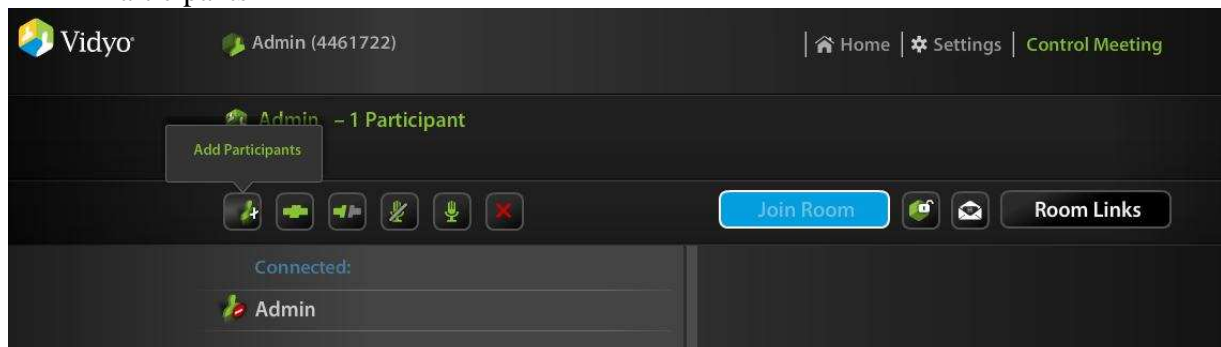 Vidyo
Admin (4461722)
Home
Settings
Control Meeting
Admin – 1 Participant
Add Participants
Join Room
Room Links
Connected:
Admin